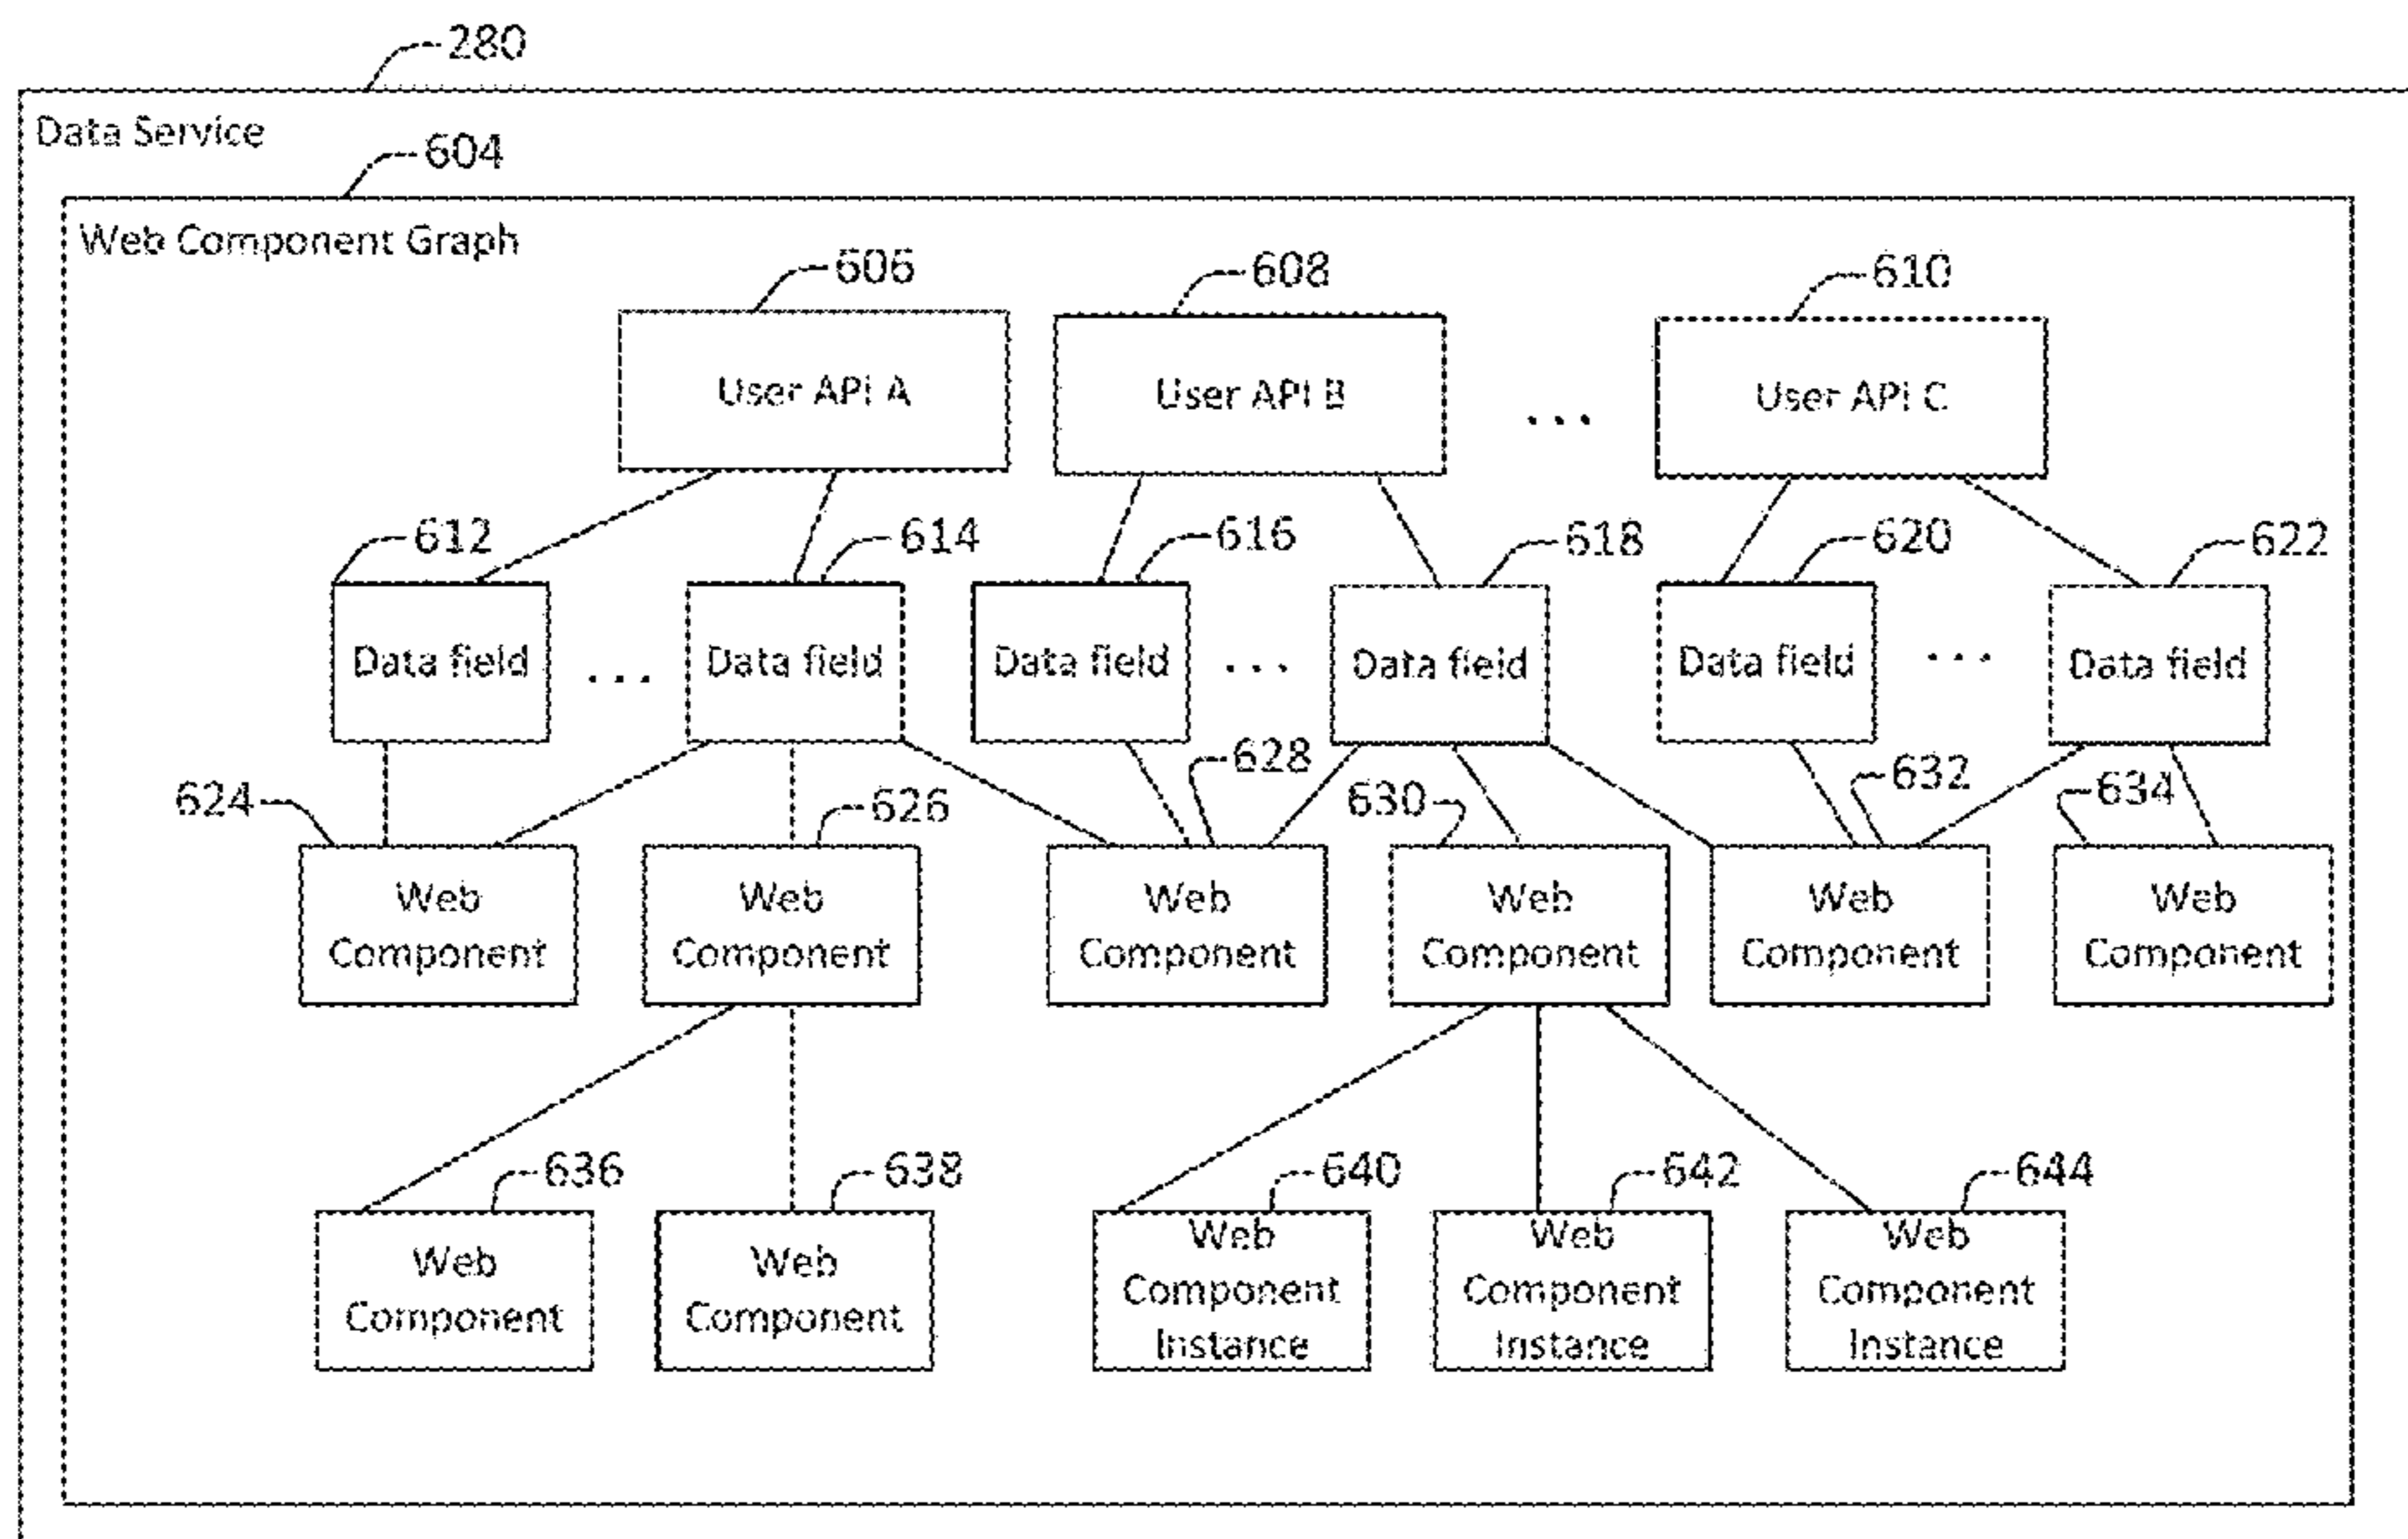 280
Data Service
604
Web Component Graph
606
608
610
User API A
User API B
...
User API C
612
614
616
618
620
622
Data field
...
Data field
Data field
...
Data field
Data field
...
Data field
624
626
628
630
632
634
Web
Component
Web
Component
Web
Component
Web
Component
Web
Component
Web
Component
636
638
640
642
644
Web
Component
Web
Component
Web
Component
Instance
Web
Component
Instance
Web
Component
Instance